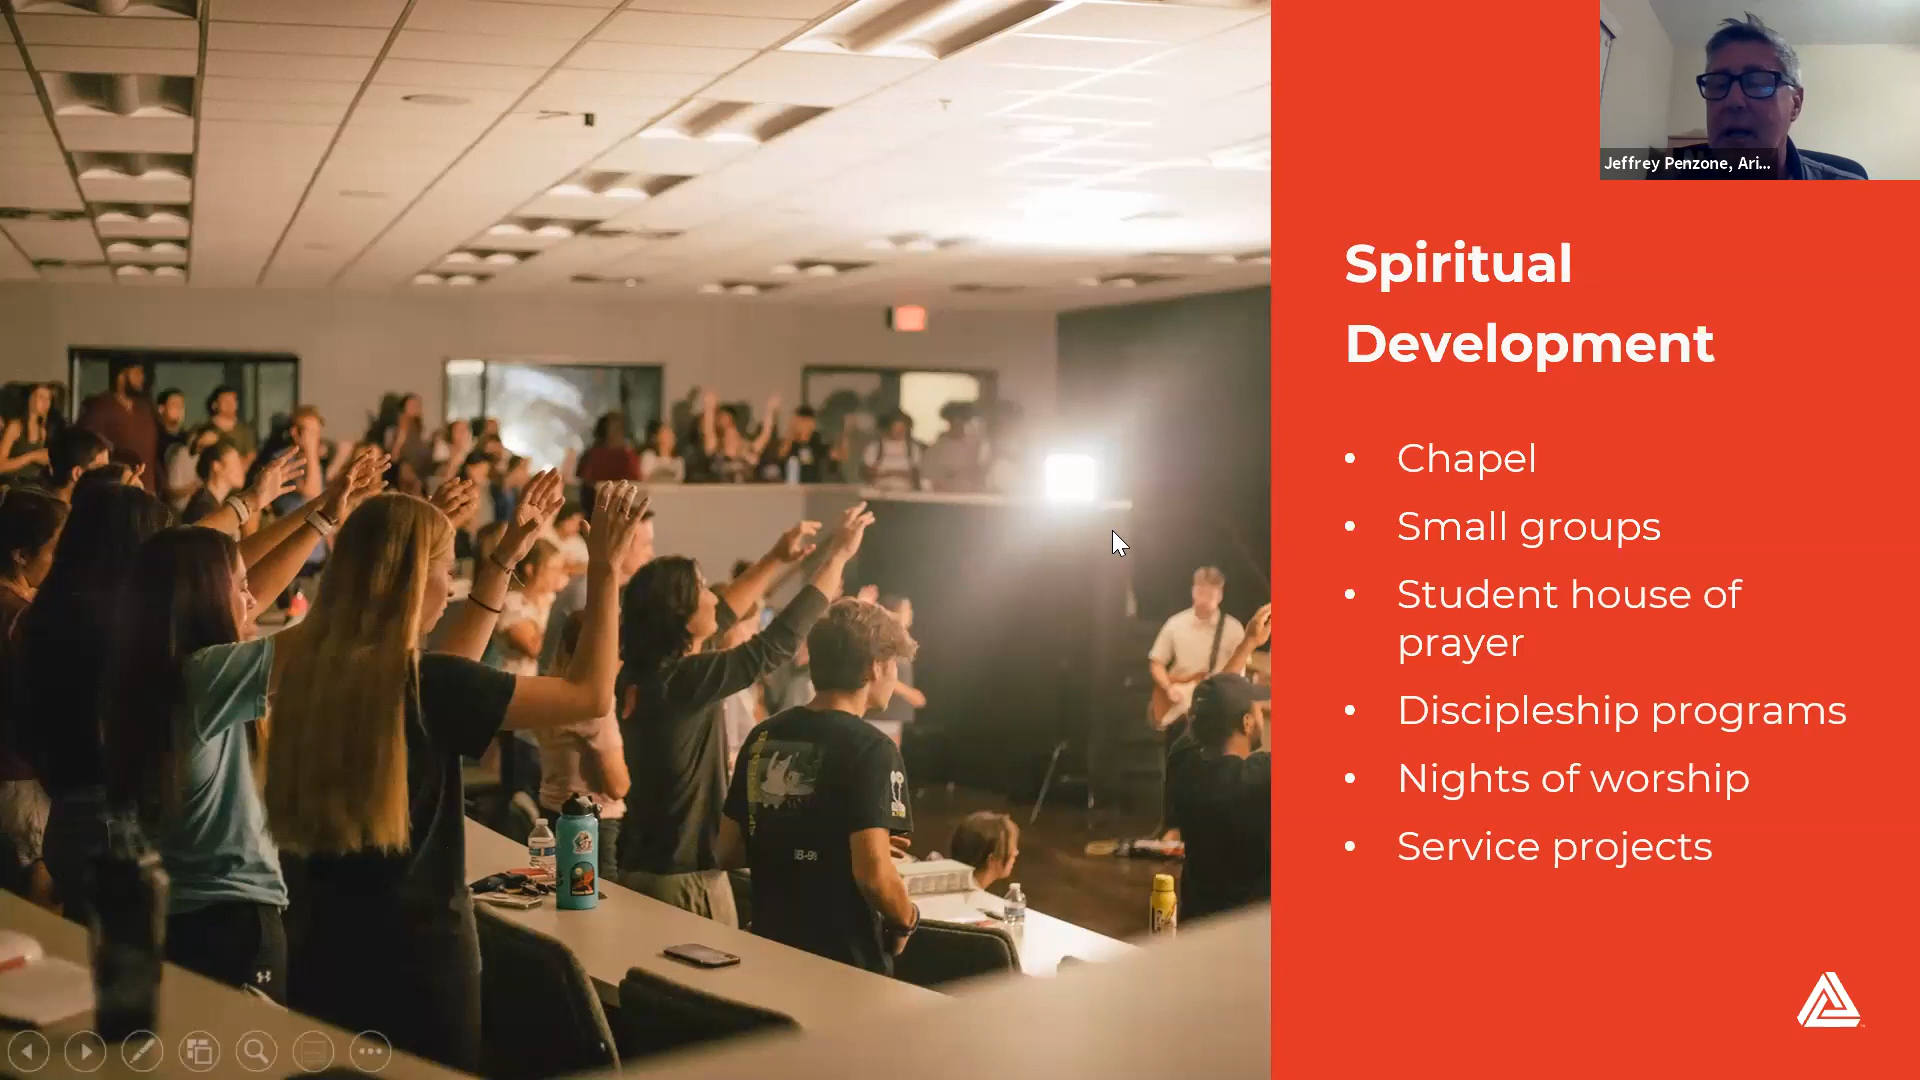 Jeffrey Penzone, Ari...
Spiritual
Development
• Chapel
• Small groups
• Student house of
prayer
• Discipleship programs
• Nights of worship
• Service projects